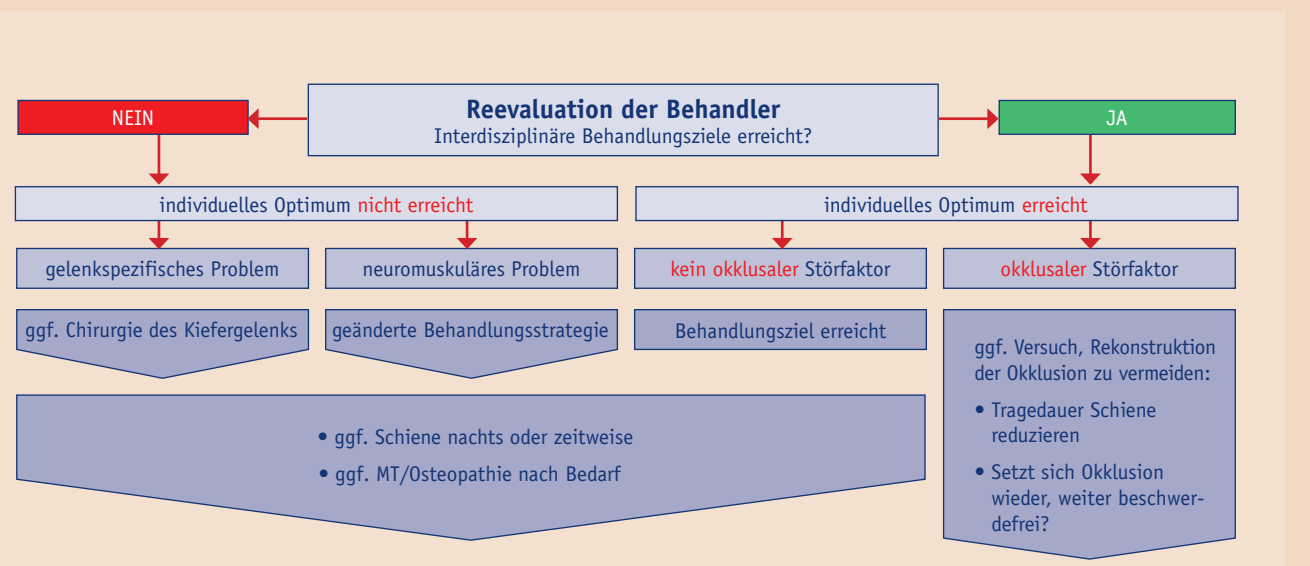 Reevaluation der Behandler
Interdisziplinäre Behandlungsziele erreicht?
NEIN
JA
individuelles Optimum nicht erreicht
individuelles Optimum erreicht
gelenkspezifisches Problem
neuromuskuläres Problem
kein okklusaler Störfaktor
okklusaler Störfaktor
ggf. Chirurgie des Kiefergelenks
geänderte Behandlungsstrategie
Behandlungsziel erreicht
ggf. Versuch, Rekonstruktion
der Okklusion zu vermeiden:
• Tragedauer Schiene
reduzieren
• Setzt sich Okklusion
wieder, weiter beschwer-
defrei?
• ggf. Schiene nachts oder zeitweise
• ggf. MT/Osteopathie nach Bedarf